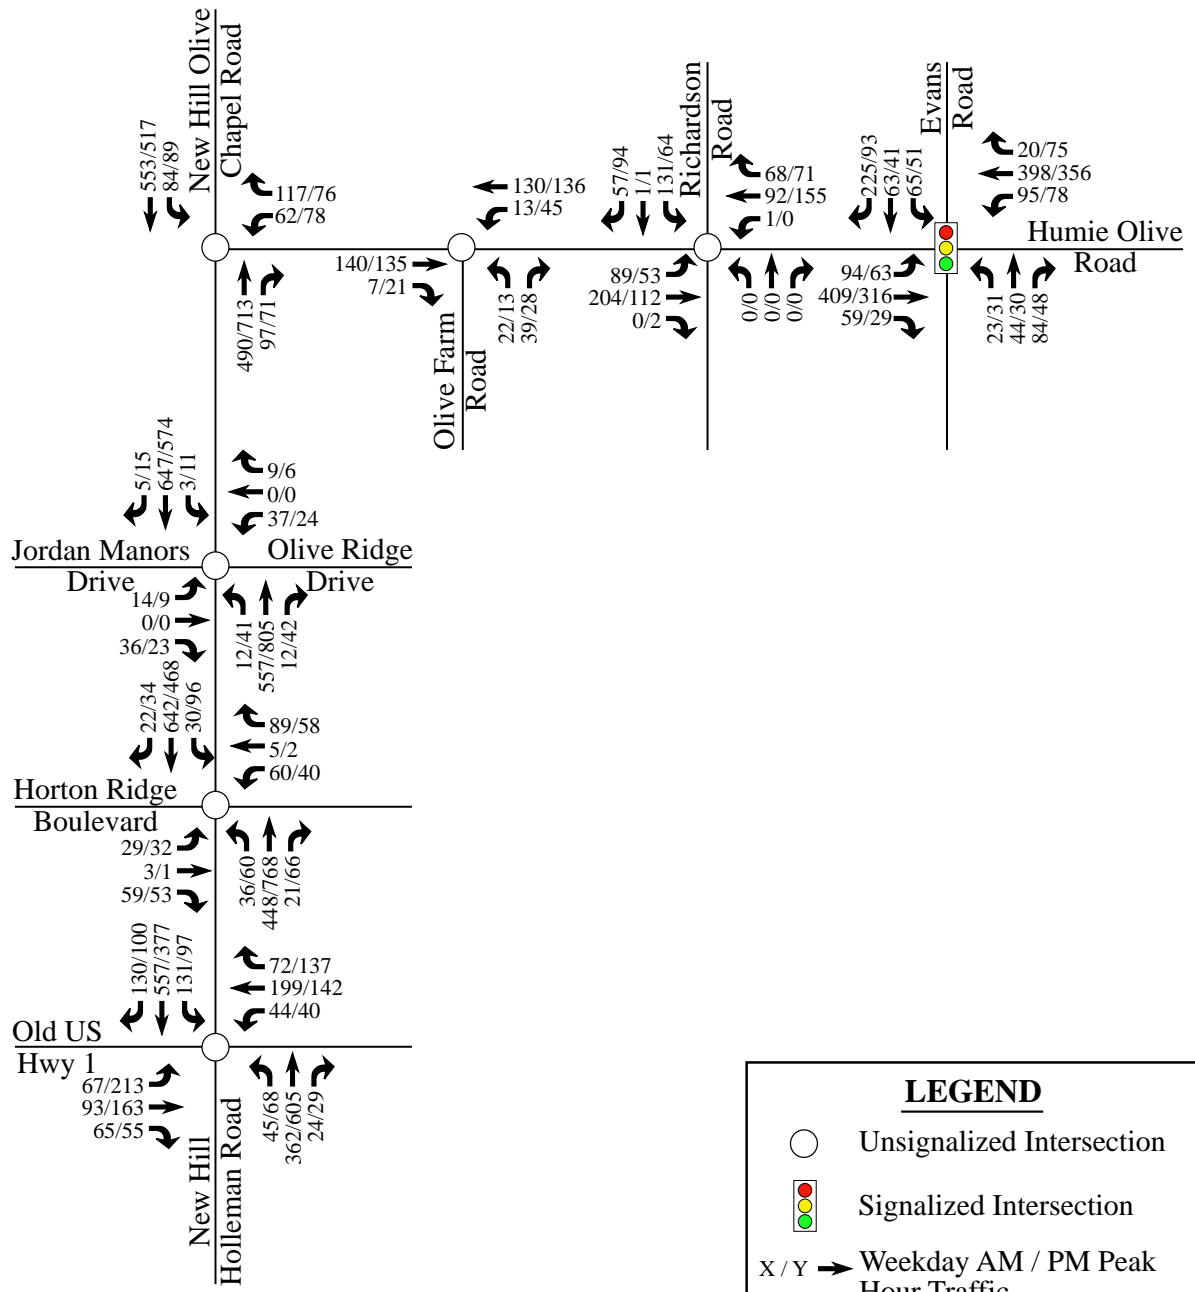 New Hill Olive
Chapel Road
553/517
84/89
117/76
62/78
490/713
97/71
130/136
13/45
140/135
7/21
22/13
39/28
Olive Farm
Road
Richardson
Road
57/94
1/1
131/64
68/71
92/155
1/0
89/53
204/112
0/2
0/0
0/0
0/0
Evans
Road
225/93
63/41
65/51
20/75
398/356
95/78
Humie Olive
Road
94/63
409/316
59/29
23/31
44/30
84/48
5/15
647/574
3/11
9/6
0/0
37/24
Jordan Manors
Drive
Olive Ridge
Drive
14/9
0/0
36/23
12/41
557/805
12/42
22/34
642/468
30/96
89/58
5/2
60/40
Horton Ridge
Boulevard
29/32
3/1
59/53
36/60
448/768
21/66
130/100
557/377
131/97
72/137
199/142
44/40
Old US
Hwy 1
67/213
93/163
65/55
45/68
362/605
24/29
New Hill
Holleman Road
LEGEND
Unsignalized Intersection
Signalized Intersection
X / Y
Weekday AM / PM Peak
Hour Traffic